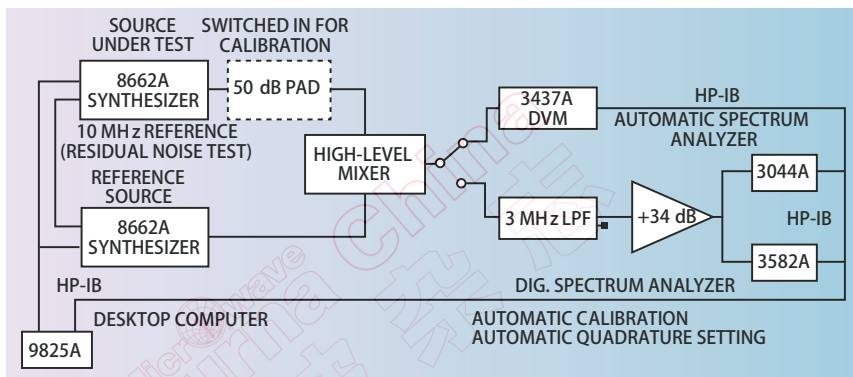 SOURCE
UNDER TEST
SWITCHED IN FOR
CALIBRATION
8662A
SYNTHESIZER
50 dB PAD
10 MHz REFERENCE
(RESIDUAL NOISE TEST)
REFERENCE
SOURCE
8662A
SYNTHESIZER
HIGH-LEVEL
MIXER
3437A
DVM
HP-IB
AUTOMATIC SPECTRUM
ANALYZER
3 MHz LPF
+34 dB
3044A
HP-IB
3582A
DIG. SPECTRUM ANALYZER
HP-IB
DESKTOP COMPUTER
9825A
AUTOMATIC CALIBRATION
AUTOMATIC QUADRATURE SETTING
China